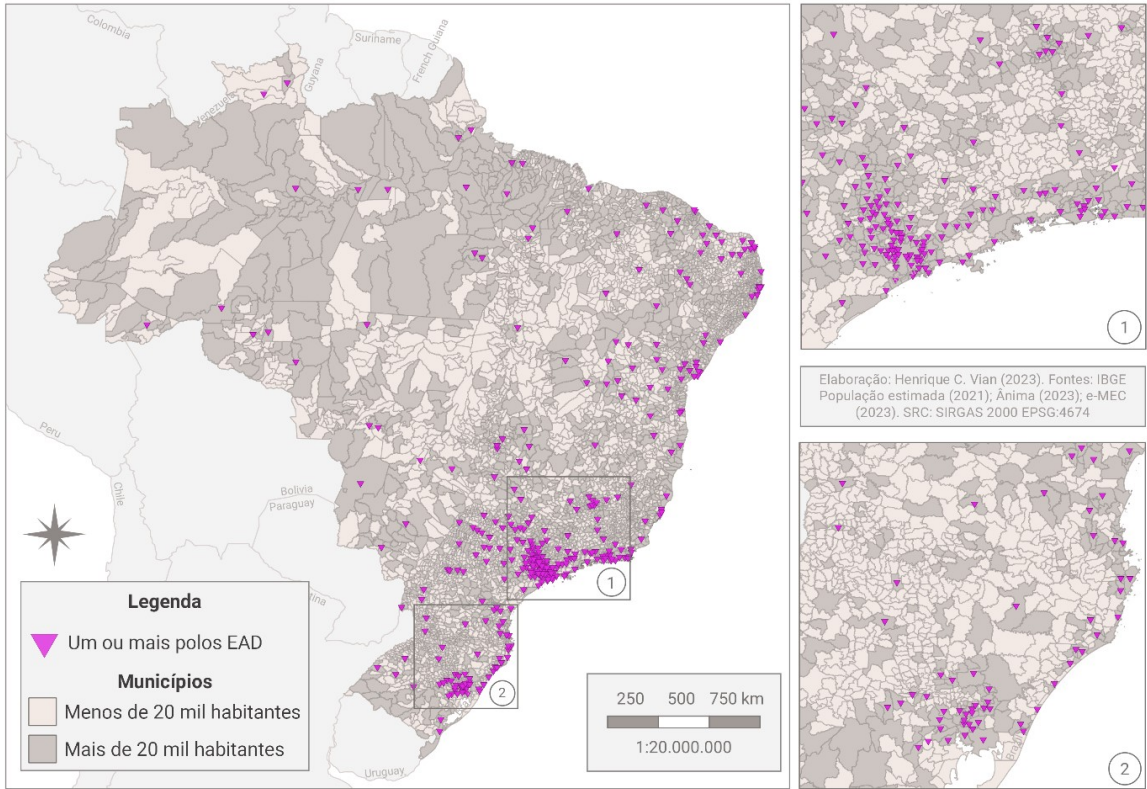 Colombia
Venezuela
Guyana
Suriname
French Guiana
Peru
Chile
Bolivia
Paraguay
Uruguay
1
2
Legenda
Um ou mais polos EAD
Municípios
Menos de 20 mil habitantes
Mais de 20 mil habitantes
250 500 750 km
1:20.000.000
1
Elaboração: Henrique C. Vian (2023). Fontes: IBGE
População estimada (2021); Ânima (2023); e-MEC
(2023). SRC: SIRGAS 2000 EPSG:4674
2